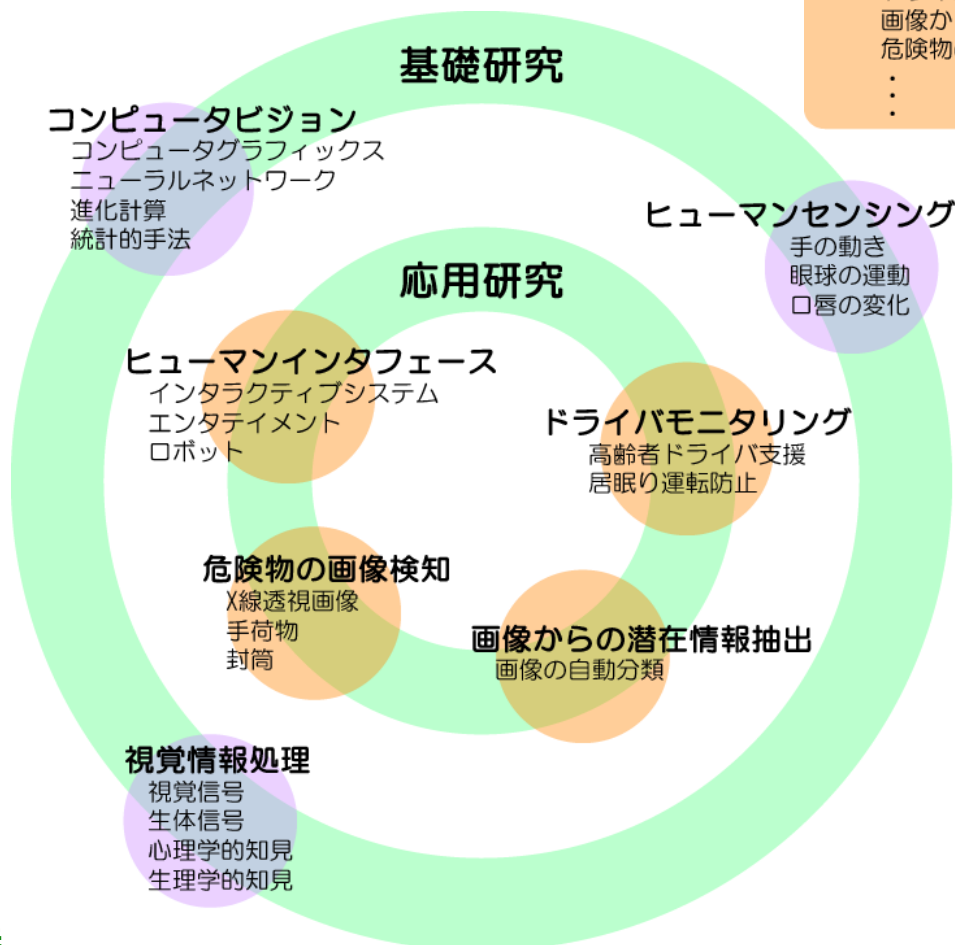 画像か
危険物
・
・
・
基礎研究
コンピュータビジョン
コンピュータグラフィックス
ニューラルネットワーク
進化計算
統計的手法
ヒューマンセンシング
手の動き
眼球の運動
口唇の変化
応用研究
ヒューマンインタフェース
インタラクティブシステム
エンタテイメント
ロボット
ドライバモニタリング
高齢者ドライバ支援
居眠り運転防止
危険物の画像検知
X線透視画像
手荷物
封筒
画像からの潜在情報抽出
画像の自動分類
視覚情報処理
視覚信号
生体信号
心理学的知見
生理学的知見